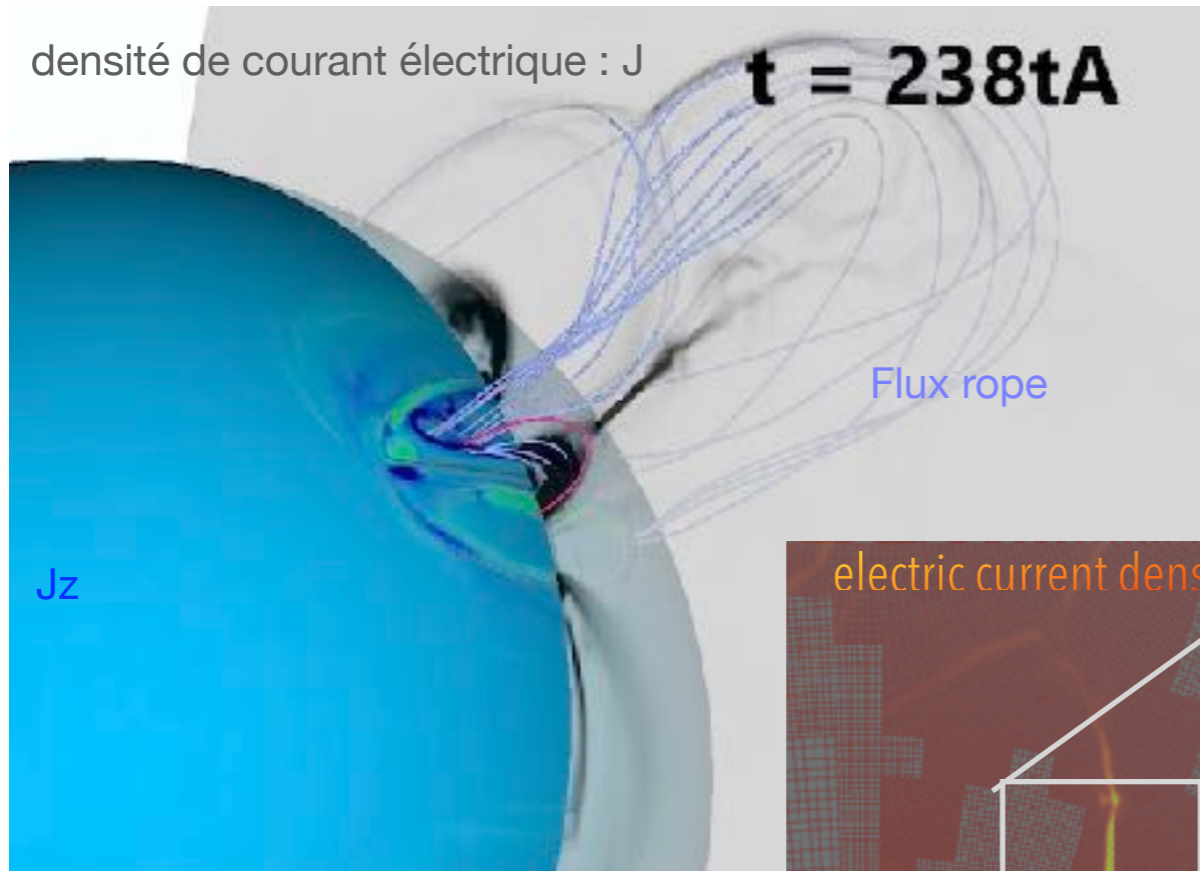 densité de courant électrique : J
t = 238tA
Flux rope
Jz
electric current dens